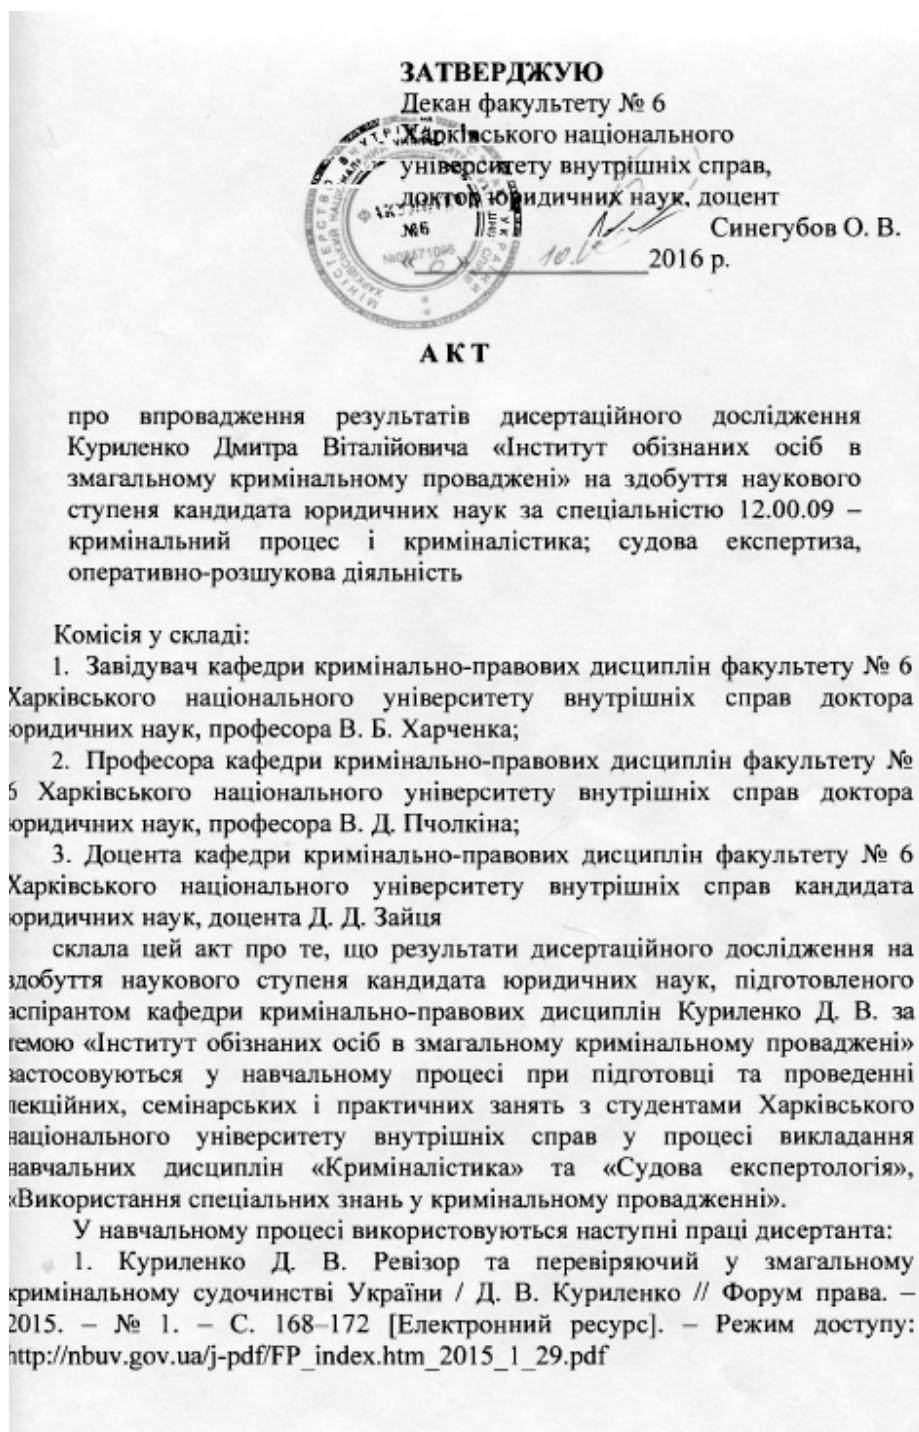 ЗАТВЕРДЖУЮ
Декан факультету № 6
Харківського національного
університету внутрішніх справ,
доктор юридичних наук, доцент
Синегубов О. В.
«6» 10. 2016 р.
№6
№08571096
А К Т
про впровадження результатів дисертаційного дослідження
Куриленко Дмитра Віталійовича «Інститут обізнаних осіб в
змагальному кримінальному проваджені» на здобуття наукового
ступеня кандидата юридичних наук за спеціальністю 12.00.09 –
кримінальний процес і криміналістика; судова експертиза,
оперативно-розшукова діяльність
Комісія у складі:
1. Завідувач кафедри кримінально-правових дисциплін факультету № 6
Харківського національного університету внутрішніх справ доктора
юридичних наук, професора В. Б. Харченка;
2. Професора кафедри кримінально-правових дисциплін факультету №
6 Харківського національного університету внутрішніх справ доктора
юридичних наук, професора В. Д. Пчолкіна;
3. Доцента кафедри кримінально-правових дисциплін факультету № 6
Харківського національного університету внутрішніх справ кандидата
юридичних наук, доцента Д. Д. Зайця
склала цей акт про те, що результати дисертаційного дослідження на
здобуття наукового ступеня кандидата юридичних наук, підготовленого
аспірантом кафедри кримінально-правових дисциплін Куриленко Д. В. за
темою «Інститут обізнаних осіб в змагальному кримінальному проваджені»
застосовуються у навчальному процесі при підготовці та проведенні
лекційних, семінарських і практичних занять з студентами Харківського
національного університету внутрішніх справ у процесі викладання
навчальних дисциплін «Криміналістика» та «Судова експертологія»,
«Використання спеціальних знань у кримінальному провадженні».
У навчальному процесі використовуються наступні праці дисертанта:
1. Куриленко Д. В. Ревізор та перевіряючий у змагальному
кримінальному судочинстві України / Д. В. Куриленко // Форум права. –
2015. – № 1. – С. 168–172 [Електронний ресурс]. – Режим доступу:
http://nbuv.gov.ua/j-pdf/FP_index.htm_2015_1_29.pdf